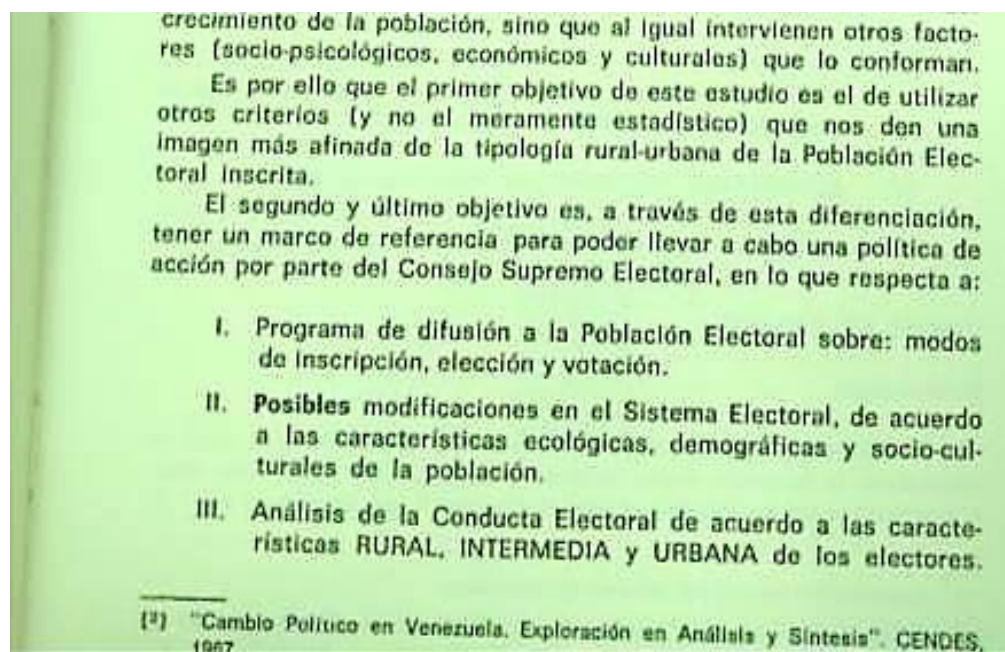 crecimiento de la población, sino que al igual intervienen otros facto-
res (socio-psicológicos, económicos y culturales) que lo conforman.
Es por ello que el primer objetivo de este estudio es el de utilizar
otros criterios (y no el meramente estadístico) que nos den una
imagen más afinada de la tipología rural-urbana de la Población Elec-
toral inscrita.
El segundo y último objetivo es, a través de esta diferenciación,
tener un marco de referencia para poder llevar a cabo una política de
acción por parte del Consejo Supremo Electoral, en lo que respecta a:
I. Programa de difusión a la Población Electoral sobre: modos
de inscripción, elección y votación.
II. Posibles modificaciones en el Sistema Electoral, de acuerdo
a las características ecológicas, demográficas y socio-cul-
turales de la población.
III. Análisis de la Conducta Electoral de acuerdo a las caracte-
rísticas RURAL, INTERMEDIA y URBANA de los electores.
"Cambio Político en Venezuela. Exploración en Análisis y Síntesis". CENDES,
1967